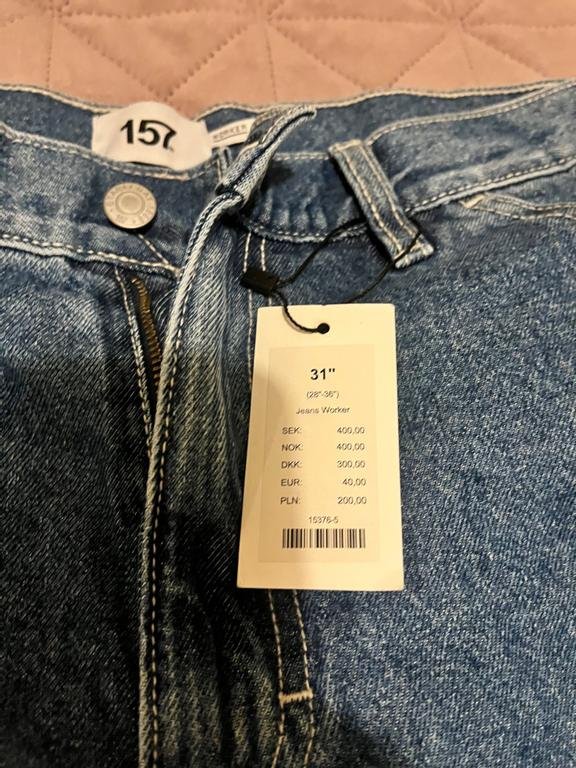 157
WORKER
31"
(28"-36")
Jeans Worker
SEK: 400,00
NOK: 400,00
DKK: 300,00
EUR: 40,00
PLN: 200,00
15376-5